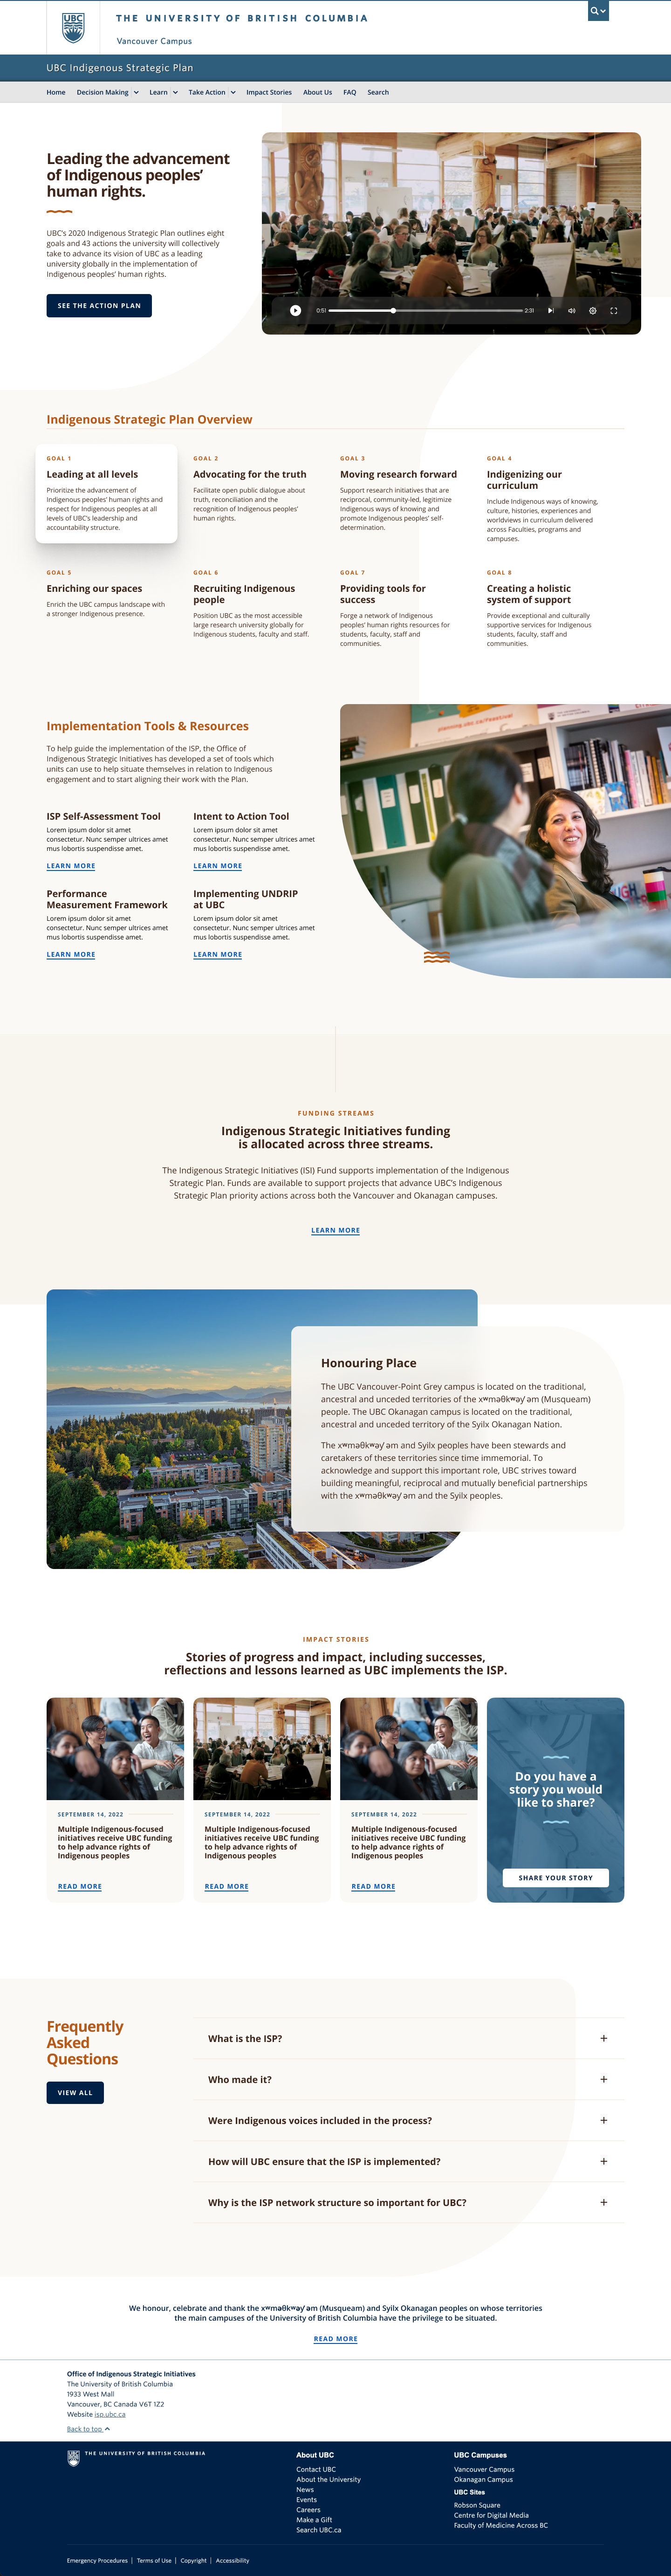 UBC
THE UNIVERSITY OF BRITISH COLUMBIA
Vancouver Campus
UBC Indigenous Strategic Plan
Home Decision Making Learn Take Action Impact Stories About Us FAQ Search
Leading the advancement
of Indigenous peoples’
human rights.
UBC’s 2020 Indigenous Strategic Plan outlines eight
goals and 43 actions the university will collectively
take to advance its vision of UBC as a leading
university globally in the implementation of
Indigenous peoples’ human rights.
SEE THE ACTION PLAN
0:51 2:31
Indigenous Strategic Plan Overview
GOAL 1
Leading at all levels
Prioritize the advancement of
Indigenous peoples’ human rights and
respect for Indigenous peoples at all
levels of UBC’s leadership and
accountability structure.
GOAL 2
Advocating for the truth
Facilitate open public dialogue about
truth, reconciliation and the
recognition of Indigenous peoples’
human rights.
GOAL 3
Moving research forward
Support research initiatives that are
reciprocal, community-led, legitimize
Indigenous ways of knowing and
promote Indigenous peoples’ self-
determination.
GOAL 4
Indigenizing our
curriculum
Include Indigenous ways of knowing,
culture, histories, experiences and
worldviews in curriculum delivered
across Faculties, programs and
campuses.
GOAL 5
Enriching our spaces
Enrich the UBC campus landscape with
a stronger Indigenous presence.
GOAL 6
Recruiting Indigenous
people
Position UBC as the most accessible
large research university globally for
Indigenous students, faculty and staff.
GOAL 7
Providing tools for
success
Forge a network of Indigenous
peoples’ human rights resources for
students, faculty, staff and
communities.
GOAL 8
Creating a holistic
system of support
Provide exceptional and culturally
supportive services for Indigenous
students, faculty, staff and
communities.
Implementation Tools & Resources
To help guide the implementation of the ISP, the Office of
Indigenous Strategic Initiatives has developed a set of tools which
units can use to help situate themselves in relation to Indigenous
engagement and to start aligning their work with the Plan.
ISP Self-Assessment Tool
Lorem ipsum dolor sit amet
consectetur. Nunc semper ultrices amet
mus lobortis suspendisse amet.
LEARN MORE
Intent to Action Tool
Lorem ipsum dolor sit amet
consectetur. Nunc semper ultrices amet
mus lobortis suspendisse amet.
LEARN MORE
Performance
Measurement Framework
Lorem ipsum dolor sit amet
consectetur. Nunc semper ultrices amet
mus lobortis suspendisse amet.
LEARN MORE
Implementing UNDRIP
at UBC
Lorem ipsum dolor sit amet
consectetur. Nunc semper ultrices amet
mus lobortis suspendisse amet.
LEARN MORE
FUNDING STREAMS
Indigenous Strategic Initiatives funding
is allocated across three streams.
The Indigenous Strategic Initiatives (ISI) Fund supports implementation of the Indigenous
Strategic Plan. Funds are available to support projects that advance UBC’s Indigenous
Strategic Plan priority actions across both the Vancouver and Okanagan campuses.
LEARN MORE
Honouring Place
The UBC Vancouver-Point Grey campus is located on the traditional,
ancestral and unceded territories of the xʷməθkʷəy̓əm (Musqueam)
people. The UBC Okanagan campus is located on the traditional,
ancestral and unceded territory of the Syilx Okanagan Nation.
The xʷməθkʷəy̓əm and Syilx peoples have been stewards and
caretakers of these territories since time immemorial. To
acknowledge and support this important role, UBC strives toward
building meaningful, reciprocal and mutually beneficial partnerships
with the xʷməθkʷəy̓əm and the Syilx peoples.
IMPACT STORIES
Stories of progress and impact, including successes,
reflections and lessons learned as UBC implements the ISP.
SEPTEMBER 14, 2022
Multiple Indigenous-focused
initiatives receive UBC funding
to help advance rights of
Indigenous peoples
READ MORE
SEPTEMBER 14, 2022
Multiple Indigenous-focused
initiatives receive UBC funding
to help advance rights of
Indigenous peoples
READ MORE
SEPTEMBER 14, 2022
Multiple Indigenous-focused
initiatives receive UBC funding
to help advance rights of
Indigenous peoples
READ MORE
Do you have a
story you would
like to share?
SHARE YOUR STORY
Frequently
Asked
Questions
VIEW ALL
What is the ISP?
Who made it?
Were Indigenous voices included in the process?
How will UBC ensure that the ISP is implemented?
Why is the ISP network structure so important for UBC?
We honour, celebrate and thank the xʷməθkʷəy̓əm (Musqueam) and Syilx Okanagan peoples on whose territories
the main campuses of the University of British Columbia have the privilege to be situated.
READ MORE
Office of Indigenous Strategic Initiatives
The University of British Columbia
1933 West Mall
Vancouver, BC Canada V6T 1Z2
Website isp.ubc.ca
Back to top
THE UNIVERSITY OF BRITISH COLUMBIA
About UBC
Contact UBC
About the University
News
Events
Careers
Make a Gift
Search UBC.ca
UBC Campuses
Vancouver Campus
Okanagan Campus
UBC Sites
Robson Square
Centre for Digital Media
Faculty of Medicine Across BC
Emergency Procedures | Terms of Use | Copyright | Accessibility